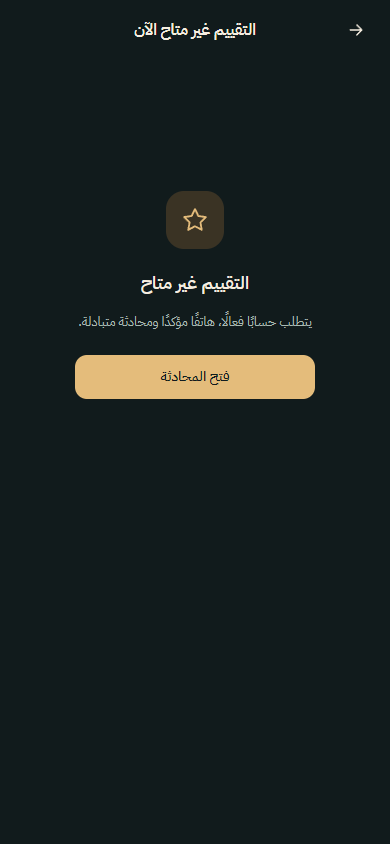 التقييم غير متاح الآن
التقييم غير متاح
يتطلب حسابًا فعالًا، هاتفًا مؤكدًا ومحادثة متبادلة.
فتح المحادثة